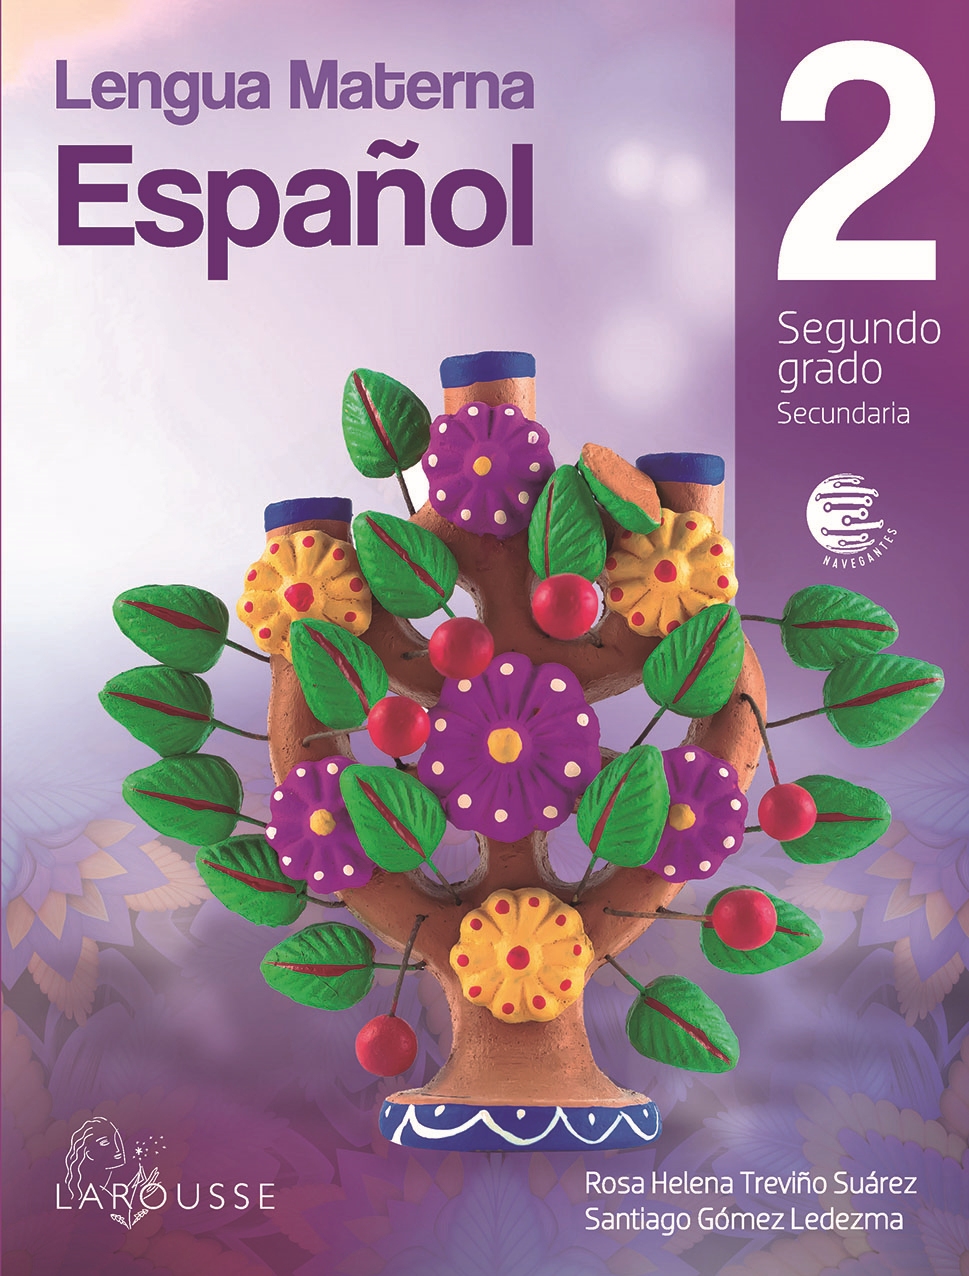 Lengua Materna
Español
2
Segundo
grado
Secundaria
NAVEGANTES
LAROUSSE
Rosa Helena Treviño Suárez
Santiago Gómez Ledezma